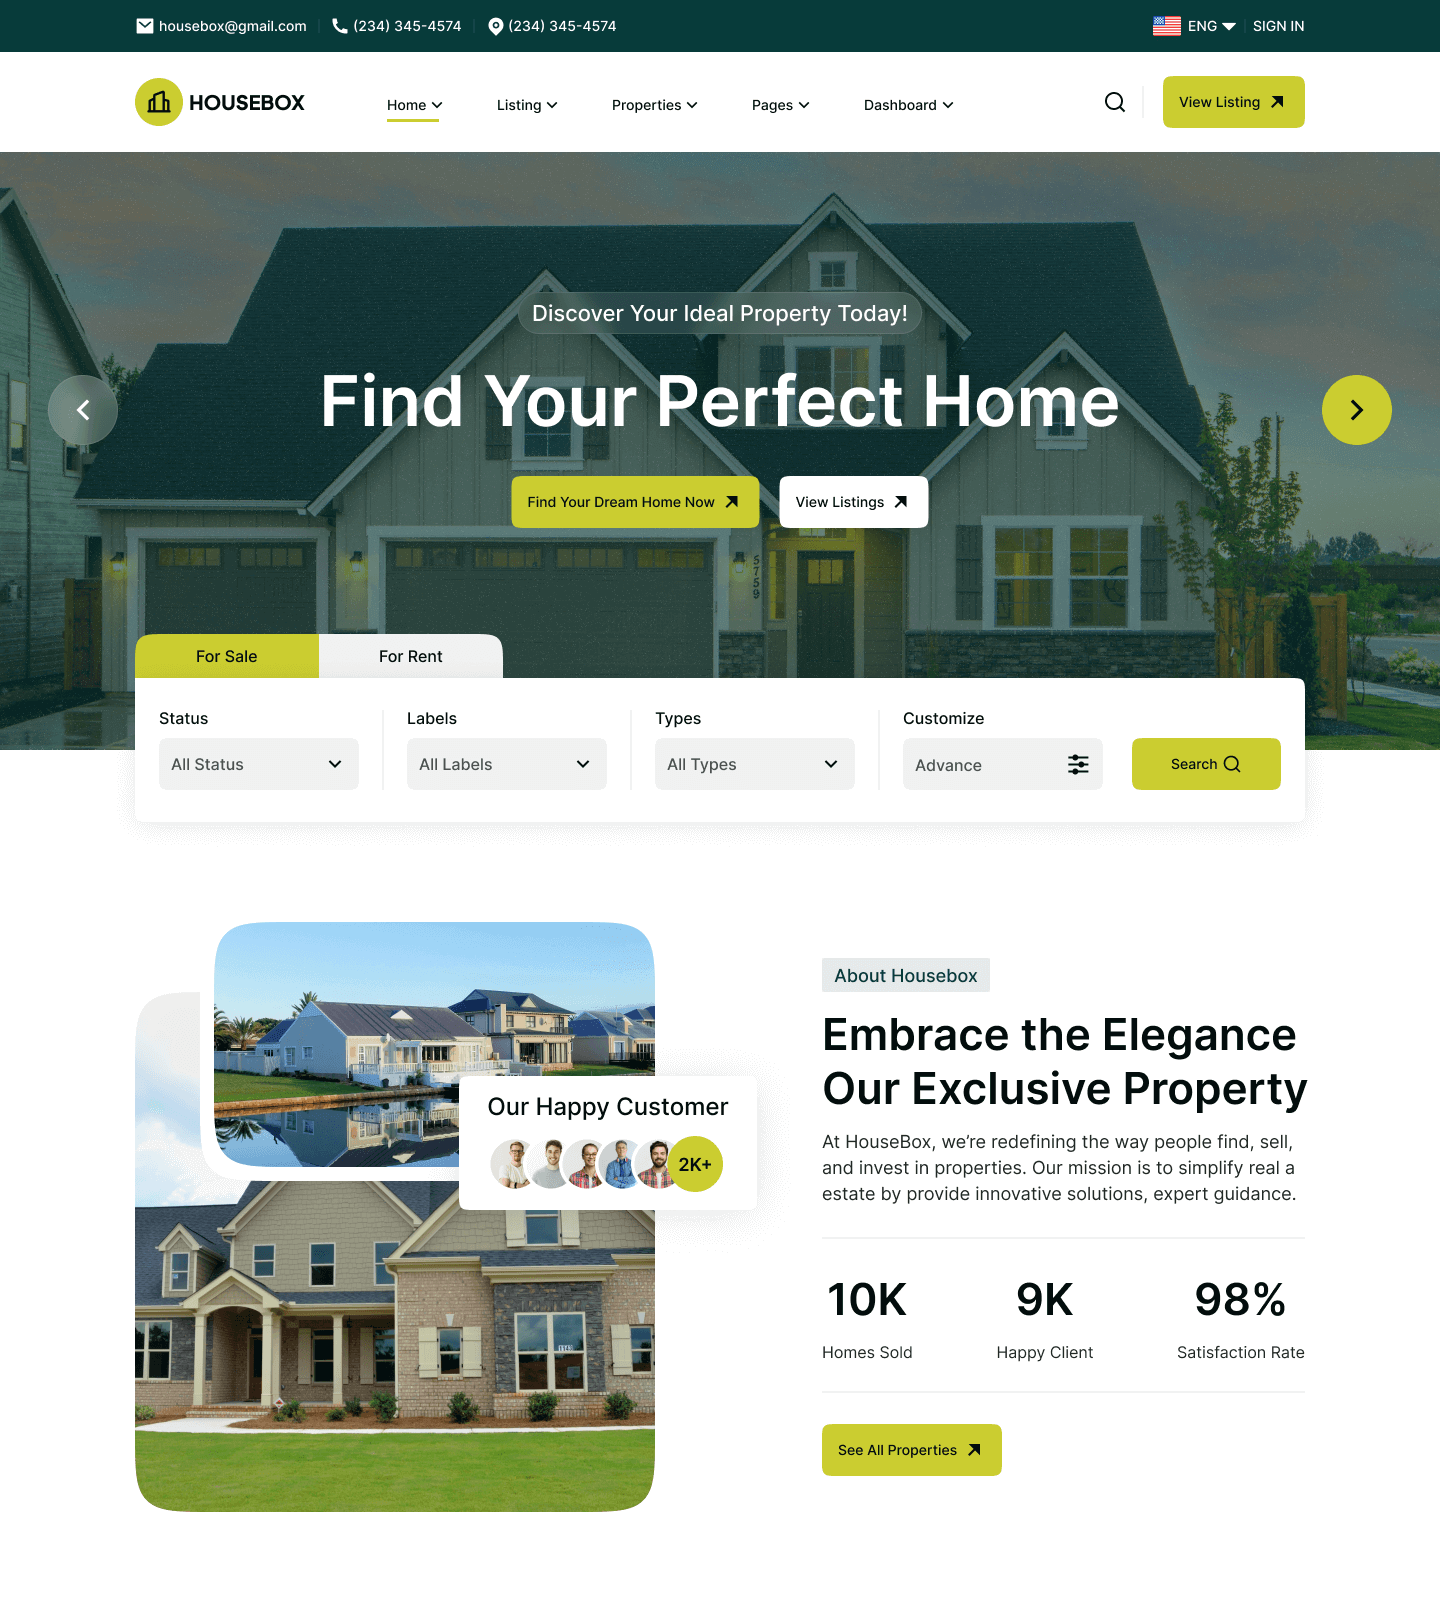 housebox@gmail.com
(234) 345-4574
(234) 345-4574
ENG
SIGN IN
HOUSEBOX
Home
Listing
Properties
Pages
Dashboard
View Listing
Discover Your Ideal Property Today!
Find Your Perfect Home
Find Your Dream Home Now
View Listings
5759
For Sale
For Rent
Status
Labels
Types
Customize
All Status
All Labels
All Types
Advance
Search
About Housebox
Embrace the Elegance
Our Exclusive Property
Our Happy Customer
2K+
At HouseBox, we’re redefining the way people find, sell,
and invest in properties. Our mission is to simplify real a
estate by provide innovative solutions, expert guidance.
10K
9K
98%
Homes Sold
Happy Client
Satisfaction Rate
1143
See All Properties